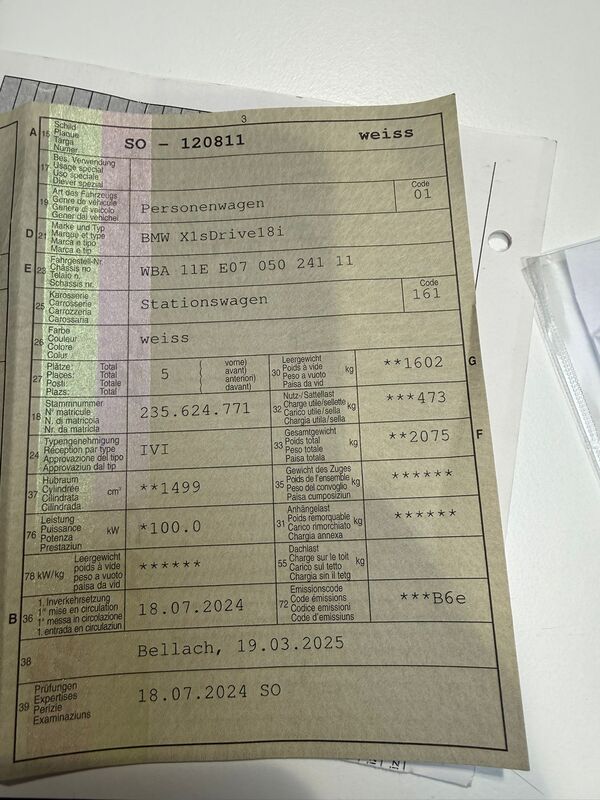 3
A 15 Schild
Plaque
Targa
Numer
SO - 120811 weiss
17 Bes. Verwendung
Usage spécial
Uso speciale
Diever spezial
19 Art des Fahrzeugs
Genre de véhicule
Genere di veicolo
Gener dal vehichel
Personenwagen
Code
01
D 21 Marke und Typ
Marque et type
Marca e tipo
Marca e tip
BMW X1sDrive18i
E 23 Fahrgestell-Nr.
Châssis no
Telaio n.
Schassis nr.
WBA 11E E07 050 241 11
25 Karosserie
Carrosserie
Carrozzeria
Carossaria
Stationswagen
Code
161
26 Farbe
Couleur
Colore
Colur
weiss
27 Plätze: Total
Places: Total
Posti: Totale
Plazs: Total
5
vorne)
avant)
anteriori)
davant)
30 Leergewicht
Poids à vide
Peso a vuoto
Paisa da vid
kg
**1602
G
18 Stammnummer
N° matricule
N. di matricola
Nr. da matricla
235.624.771
32 Nutz-/Sattellast
Charge utile/sellette
Carico utile/sella
Chargia utila/sella
kg
***473
24 Typengenehmigung
Réception par type
Approvazione del tipo
Approvaziun dal tip
IVI
33 Gesamtgewicht
Poids total
Peso totale
Paisa totala
kg
**2075
F
37 Hubraum
Cylindrée
Cilindrata
Cilindrada
cm³
**1499
35 Gewicht des Zuges
Poids de l'ensemble
Peso del convoglio
Paisa cumposiziun
kg
******
76 Leistung
Puissance
Potenza
Prestaziun
kW
*100.0
31 Anhängelast
Poids remorquable
Carico rimorchiato
Chargia annexa
kg
******
78 kW/kg Leergewicht
poids à vide
peso a vuoto
paisa da vid
******
55 Dachlast
Charge sur le toit
Carico sul tetto
Chargia sin il tetg
kg
B 36 1. Inverkehrsetzung
1re mise en circulation
1a messa in circolazione
1. entrada en circulaziun
18.07.2024
72 Emissionscode
Code émissions
Codice emissioni
Code d'emissiuns
***B6e
38
Bellach, 19.03.2025
39 Prüfungen
Expertises
Perizie
Examinaziuns
18.07.2024 SO